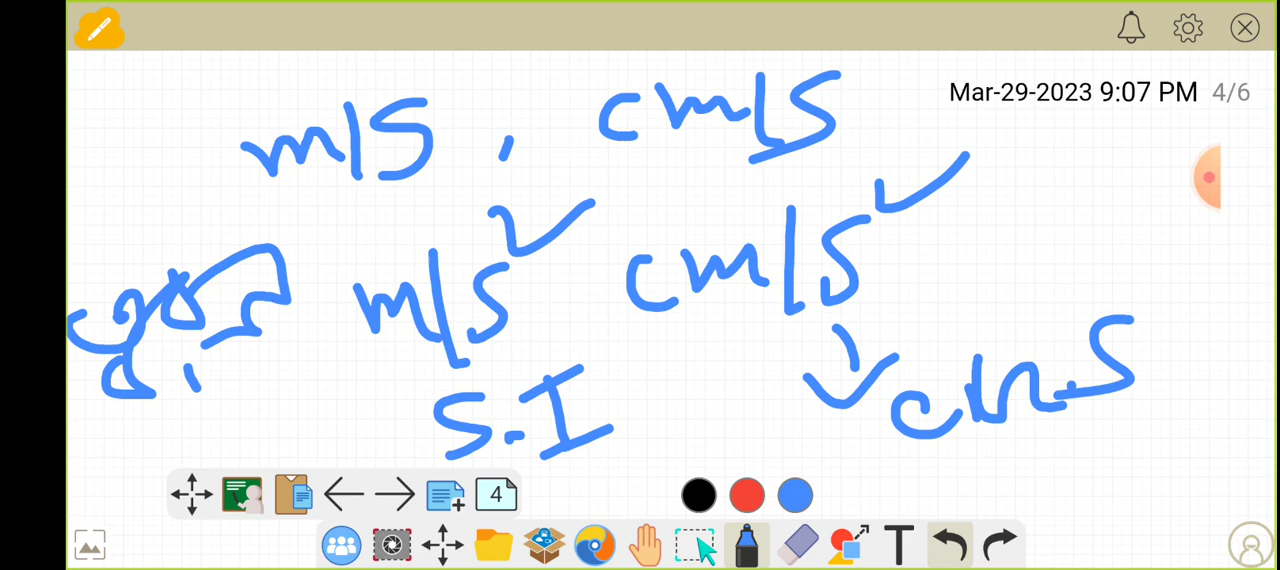 Mar-29-2023 9:07 PM 4/6
m/s, cm/s
m/s² cm/s²
S.I
4
T